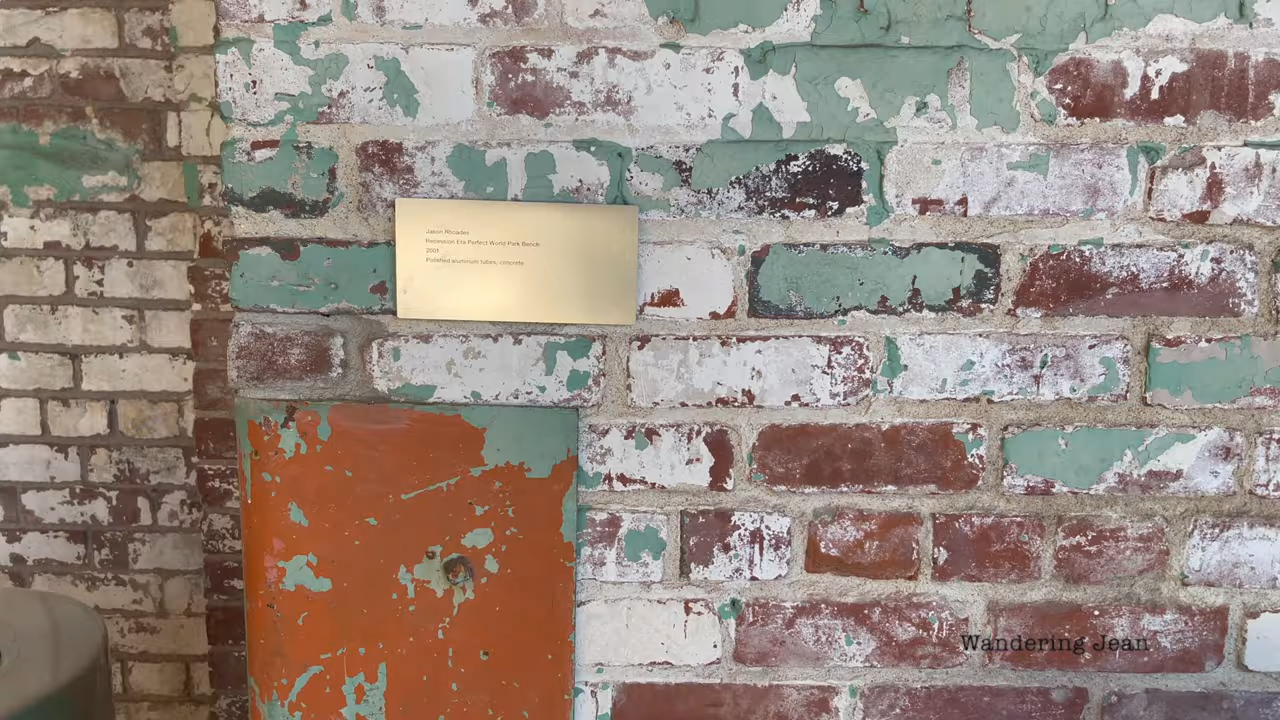 Jason Rhoades
Recession Era Perfect World Park Bench
2001
Polished aluminum tubes, concrete
Wandering Jean